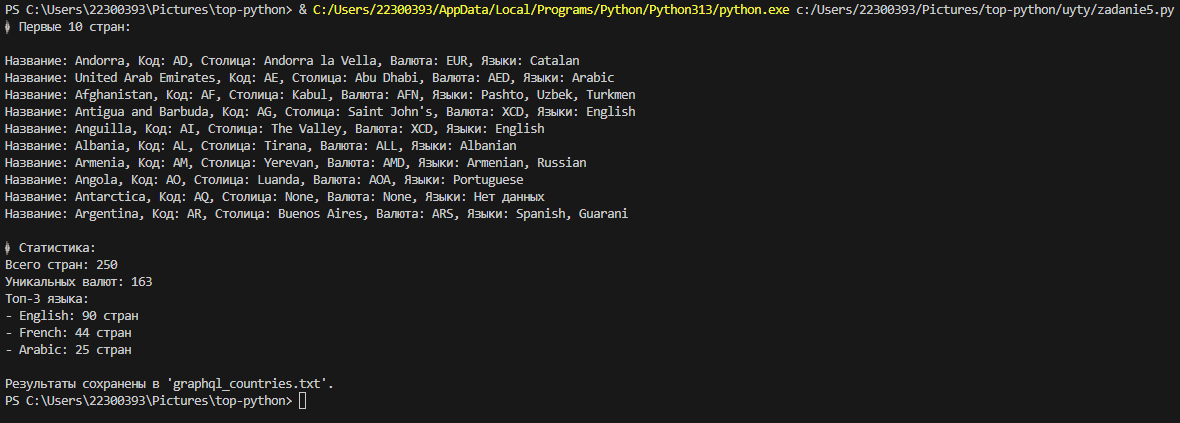 PS C:\Users\22300393\Pictures\top-python> & C:/Users/22300393/AppData/Local/Programs/Python/Python313/python.exe c:/Users/22300393/Pictures/top-python/uyty/zadanie5.py
Первые 10 стран:
Название: Andorra, Код: AD, Столица: Andorra la Vella, Валюта: EUR, Языки: Catalan
Название: United Arab Emirates, Код: AE, Столица: Abu Dhabi, Валюта: AED, Языки: Arabic
Название: Afghanistan, Код: AF, Столица: Kabul, Валюта: AFN, Языки: Pashto, Uzbek, Turkmen
Название: Antigua and Barbuda, Код: AG, Столица: Saint John's, Валюта: XCD, Языки: English
Название: Anguilla, Код: AI, Столица: The Valley, Валюта: XCD, Языки: English
Название: Albania, Код: AL, Столица: Tirana, Валюта: ALL, Языки: Albanian
Название: Armenia, Код: AM, Столица: Yerevan, Валюта: AMD, Языки: Armenian, Russian
Название: Angola, Код: AO, Столица: Luanda, Валюта: AOA, Языки: Portuguese
Название: Antarctica, Код: AQ, Столица: None, Валюта: None, Языки: Нет данных
Название: Argentina, Код: AR, Столица: Buenos Aires, Валюта: ARS, Языки: Spanish, Guarani
Статистика:
Всего стран: 250
Уникальных валют: 163
Топ-3 языка:
- English: 90 стран
- French: 44 стран
- Arabic: 25 стран
Результаты сохранены в 'graphql_countries.txt'.
PS C:\Users\22300393\Pictures\top-python>